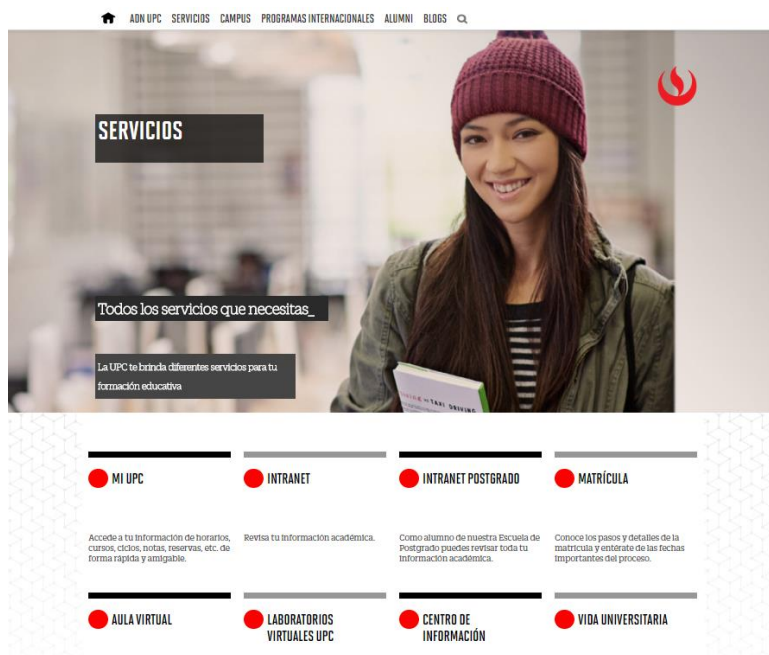 ADN UPC SERVICIOS CAMPUS PROGRAMAS INTERNACIONALES ALUMNI BLOGS
SERVICIOS
Todos los servicios que necesitas_
La UPC te brinda diferentes servicios para tu
formación educativa
TAXI DRIVING
MI UPC
Accede a tu información de horarios,
cursos, ciclos, notas, reservas, etc. de
forma rápida y amigable.
INTRANET
Revisa tu información académica.
INTRANET POSTGRADO
Como alumno de nuestra Escuela de
Postgrado puedes revisar toda tu
información académica.
MATRÍCULA
Conoce los pasos y detalles de la
matrícula y entérate de las fechas
importantes del proceso.
AULA VIRTUAL
LABORATORIOS
VIRTUALES UPC
CENTRO DE
INFORMACIÓN
VIDA UNIVERSITARIA